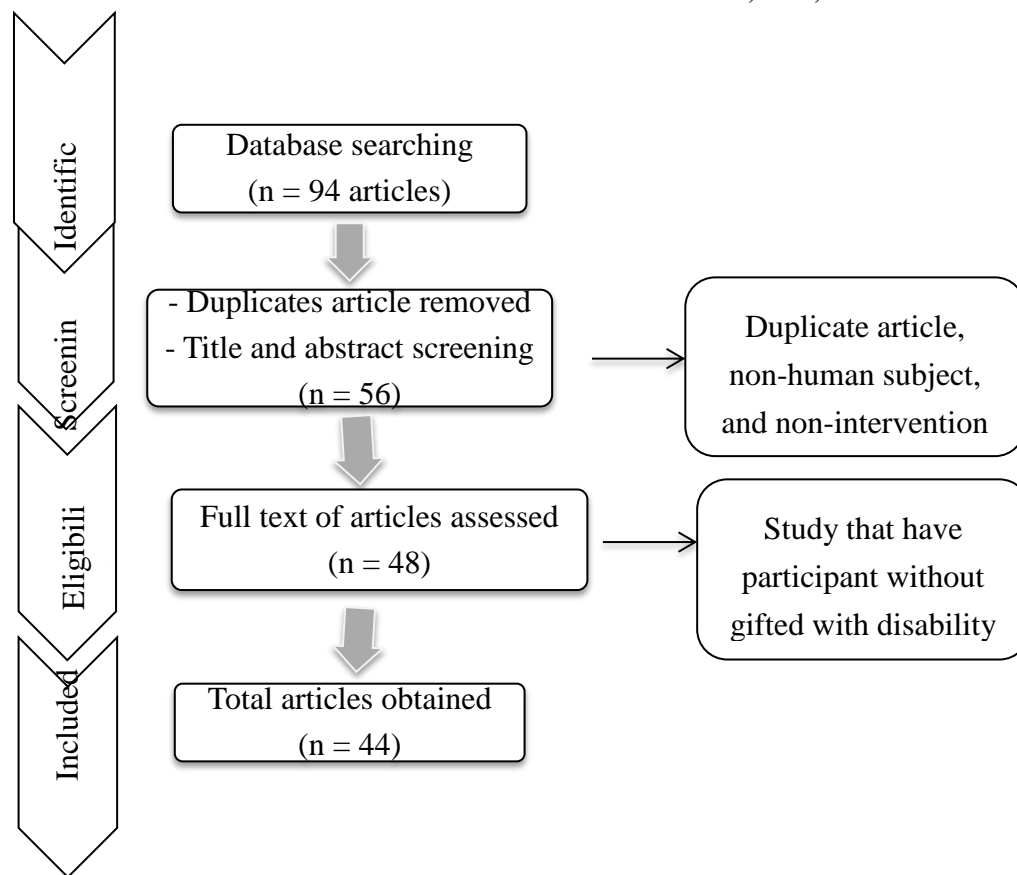 Identific
Database searching
(n = 94 articles)
Screenin
- Duplicates article removed
- Title and abstract screening
(n = 56)
Duplicate article,
non-human subject,
and non-intervention
Eligibili
Full text of articles assessed
(n = 48)
Study that have
participant without
gifted with disability
Included
Total articles obtained
(n = 44)